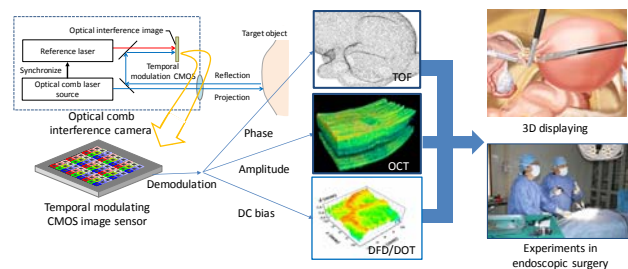 Optical interference image
Target object
Reference laser
Synchronize
Temporal
modulation CMOS
Reflection
Optical comb laser
source
Projection
Optical comb
interference camera
TOF
3D displaying
Phase
Demodulation
Amplitude
OCT
Temporal modulating
CMOS image sensor
DC bias
DFD/DOT
Experiments in
endoscopic surgery